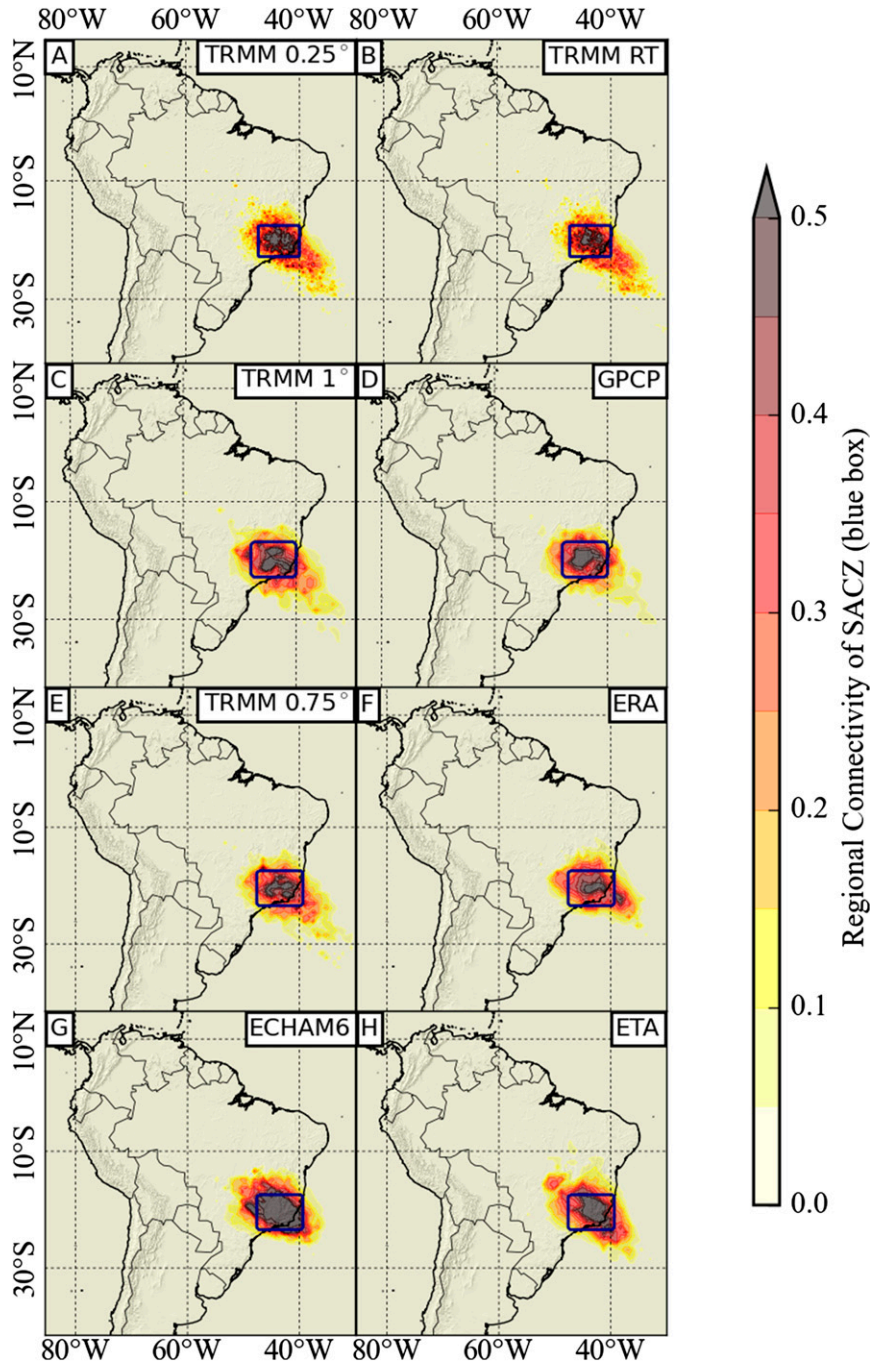 80°W 60°W 40°W 80°W 60°W 40°W
A TRMM 0.25° B TRMM RT
10°N
10°S
30°S
C TRMM 1° D GPCP
10°N
10°S
30°S
E TRMM 0.75° F ERA
10°N
10°S
30°S
G ECHAM6 H ETA
10°N
10°S
30°S
80°W 60°W 40°W 80°W 60°W 40°W
0.5
0.4
0.3
0.2
0.1
0.0
Regional Connectivity of SACZ (blue box)